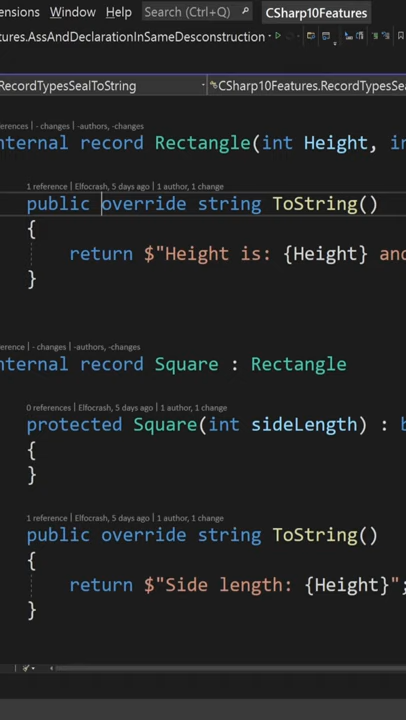 ensions Window Help Search (Ctrl+Q) CSharp10Features
tures.AssAndDeclarationInSameDesconstruction
RecordTypesSealToString CSharp10Features.RecordTypesSea
erences | - changes | -authors, -changes
nternal record Rectangle(int Height, in
1 reference | Elfocrash, 5 days ago | 1 author, 1 change
public override string ToString()
{
return $"Height is: {Height} and
}
erences | - changes | -authors, -changes
nternal record Square : Rectangle
0 references | Elfocrash, 5 days ago | 1 author, 1 change
protected Square(int sideLength) : b
{
}
1 reference | Elfocrash, 5 days ago | 1 author, 1 change
public override string ToString()
{
return $"Side length: {Height}";
}